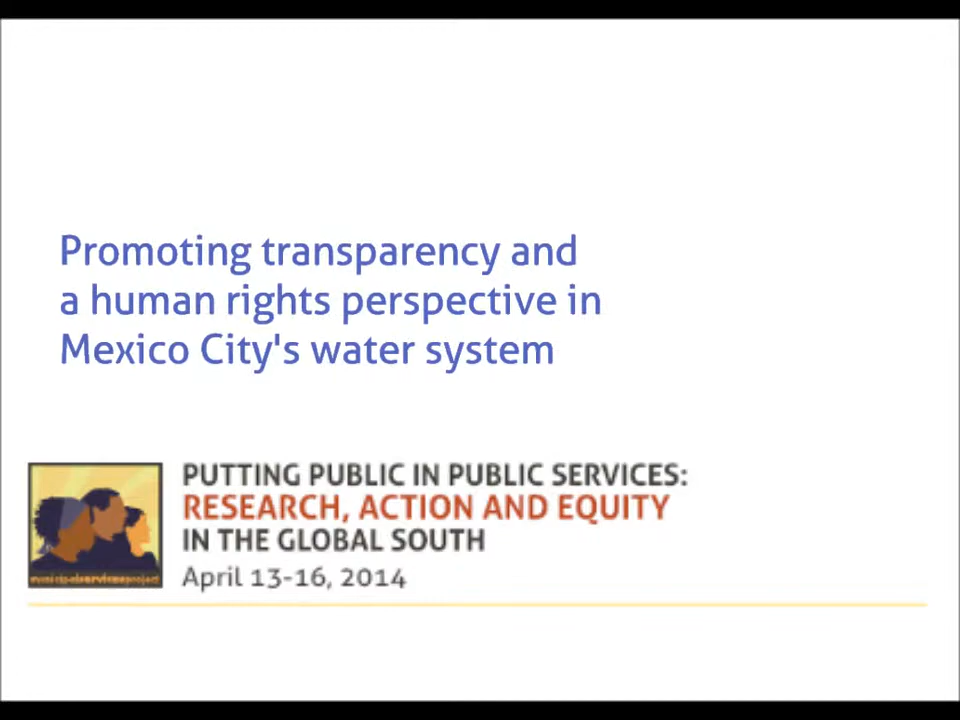 Promoting transparency and
a human rights perspective in
Mexico City's water system
PUTTING PUBLIC IN PUBLIC SERVICES:
RESEARCH, ACTION AND EQUITY
IN THE GLOBAL SOUTH
April 13-16, 2014
municipalservicesproject